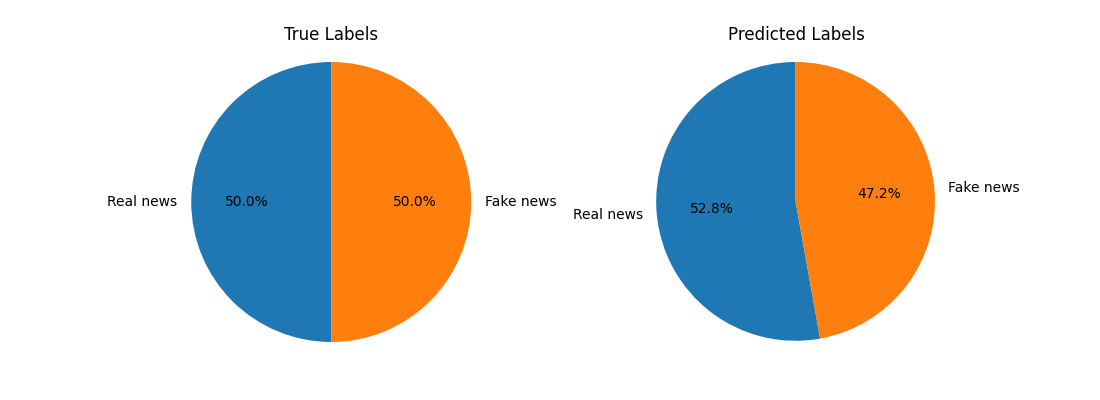 True Labels
Real news
50.0%
50.0%
Fake news
Predicted Labels
Real news
52.8%
47.2%
Fake news